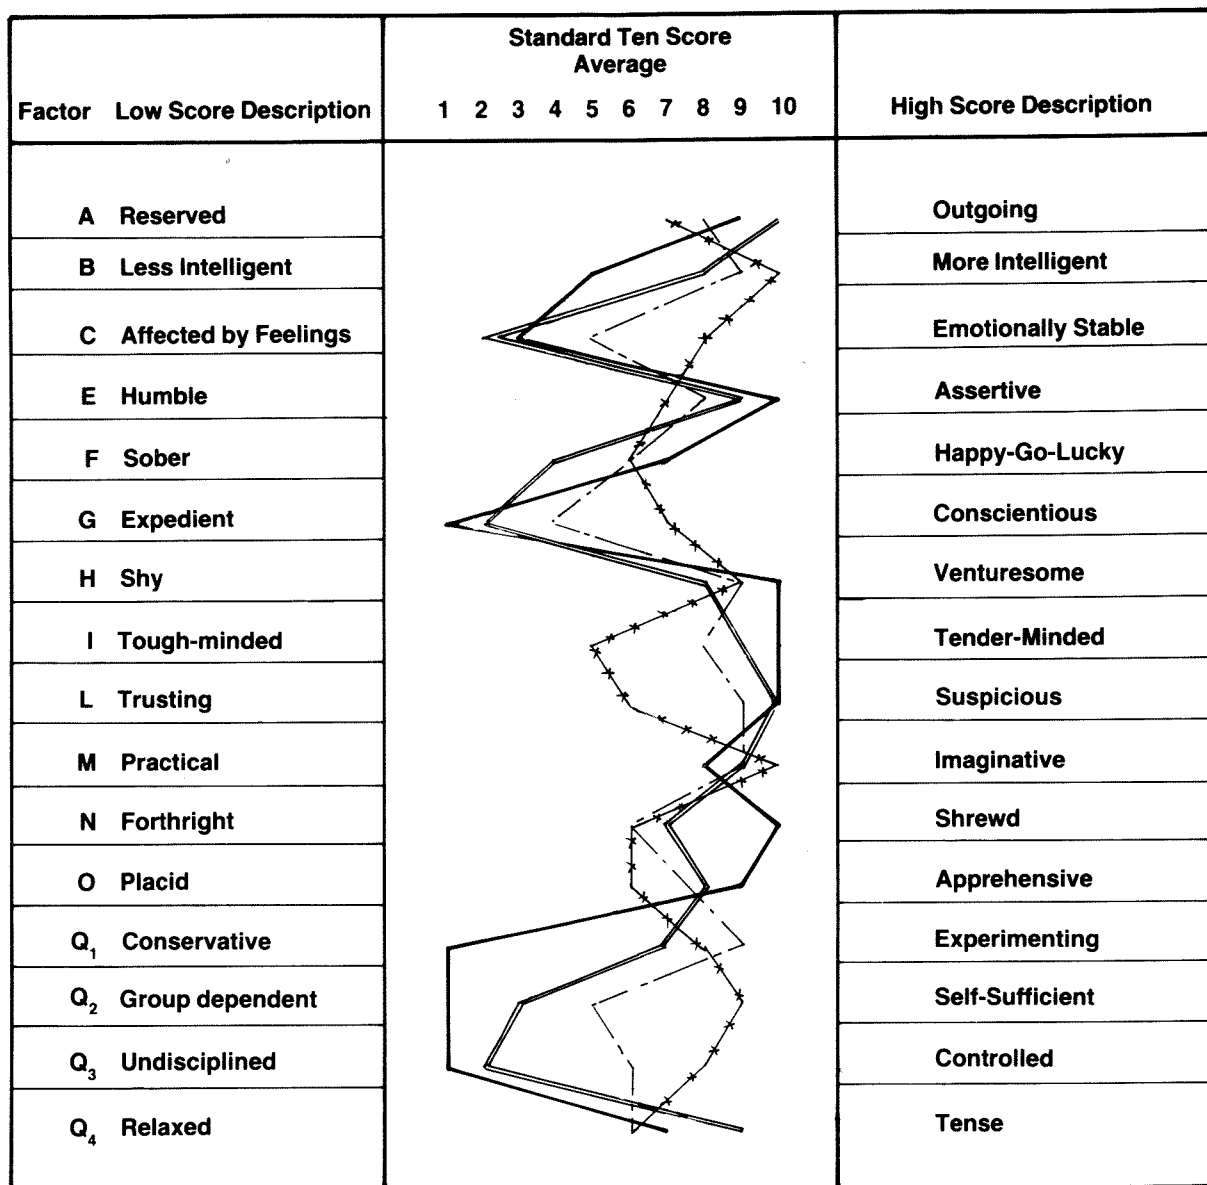 Standard Ten Score
Average
Factor Low Score Description 1 2 3 4 5 6 7 8 9 10 High Score Description
A Reserved Outgoing
B Less Intelligent More Intelligent
C Affected by Feelings Emotionally Stable
E Humble Assertive
F Sober Happy-Go-Lucky
G Expedient Conscientious
H Shy Venturesome
I Tough-minded Tender-Minded
L Trusting Suspicious
M Practical Imaginative
N Forthright Shrewd
O Placid Apprehensive
Q₁ Conservative Experimenting
Q₂ Group dependent Self-Sufficient
Q₃ Undisciplined Controlled
Q₄ Relaxed Tense